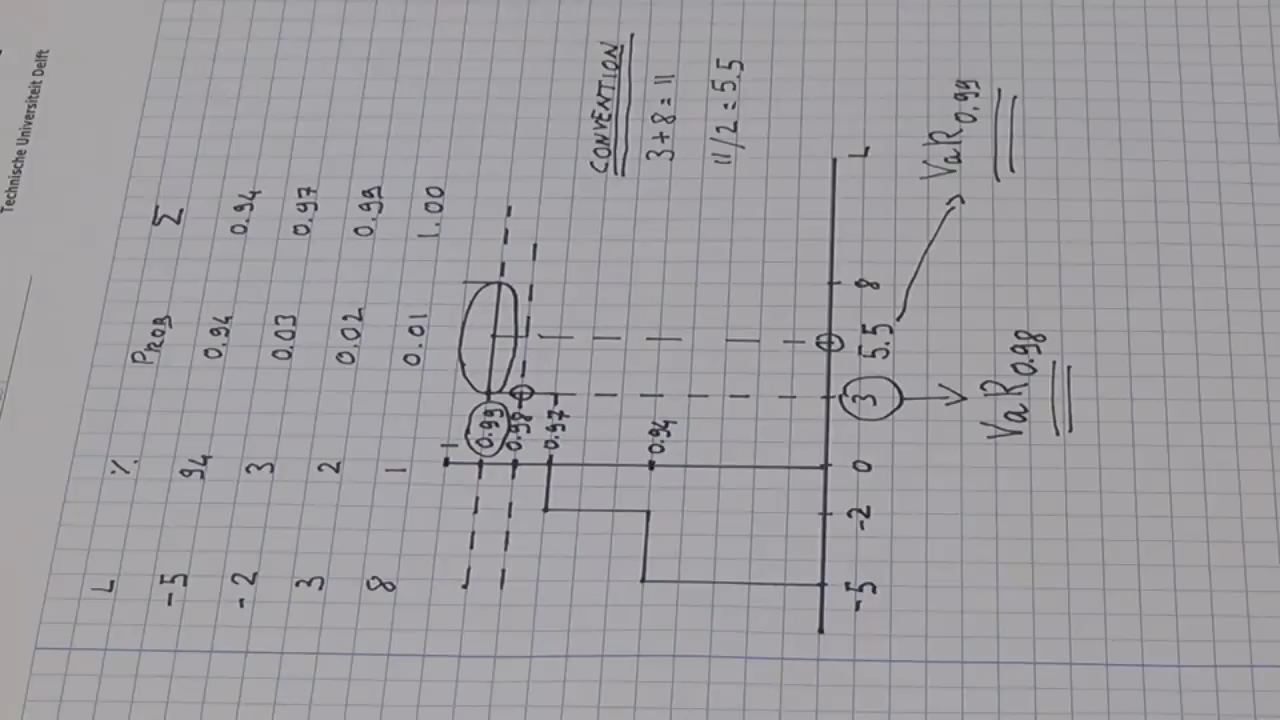 Technische Universiteit Delft
L % PROB Σ
-5 94 0.94 0.94
-2 3 0.03 0.97
3 2 0.02 0.99
8 1 0.01 1.00
1
0.99
0.98
0.97
0.94
-5 -2 0 3 5.5 8 L
VaR0.98
VaR0.99
CONVENTION
3+8=11
11/2=5.5